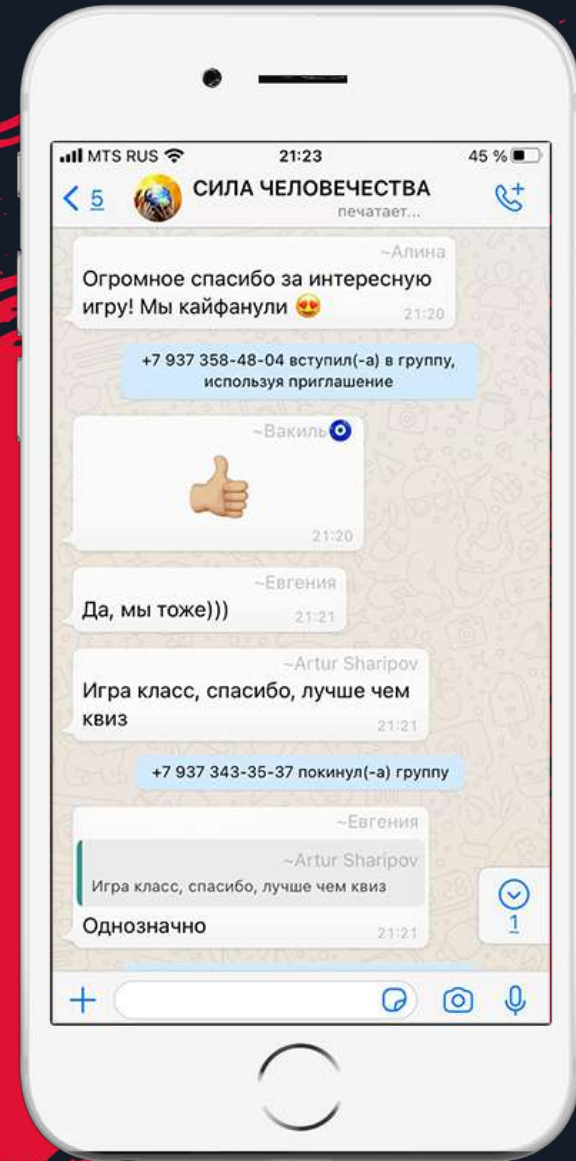 MTS RUS 21:23 45 %
5 СИЛА ЧЕЛОВЕЧЕСТВА
печатает...
~Алина
Огромное спасибо за интересную
игру! Мы кайфанули 😍
21:20
+7 937 358-48-04 вступил(-а) в группу,
используя приглашение
~Вакиль🧿
👍🏼
21:20
~Евгения
Да, мы тоже)))
21:21
~Artur Sharipov
Игра класс, спасибо, лучше чем
квиз
21:21
+7 937 343-35-37 покинул(-а) группу
~Евгения
~Artur Sharipov
Игра класс, спасибо, лучше чем квиз
Однозначно
21:21
1